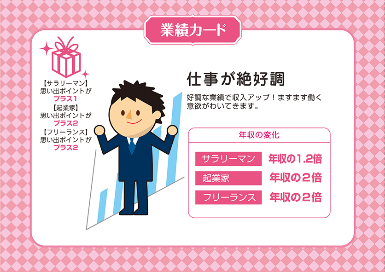 業績カード
【サラリーマン】
思い出ポイントが
プラス1
【起業家】
思い出ポイントが
プラス2
【フリーランス】
思い出ポイントが
プラス2
仕事が絶好調
好調な業績で収入アップ！ますます働く
意欲がわいてきます。
年収の変化
サラリーマン 年収の1.2倍
起業家 年収の2倍
フリーランス 年収の2倍